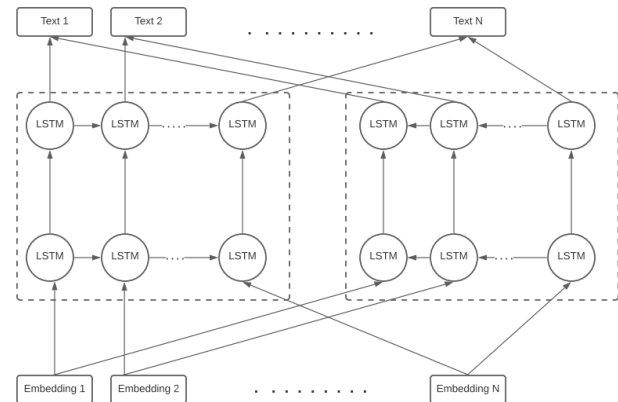 Text 1 Text 2 . . . . . . . . . . Text N
LSTM LSTM ..... LSTM LSTM LSTM .... LSTM
LSTM LSTM .... LSTM LSTM LSTM .... LSTM
Embedding 1 Embedding 2 . . . . . . . . . Embedding N